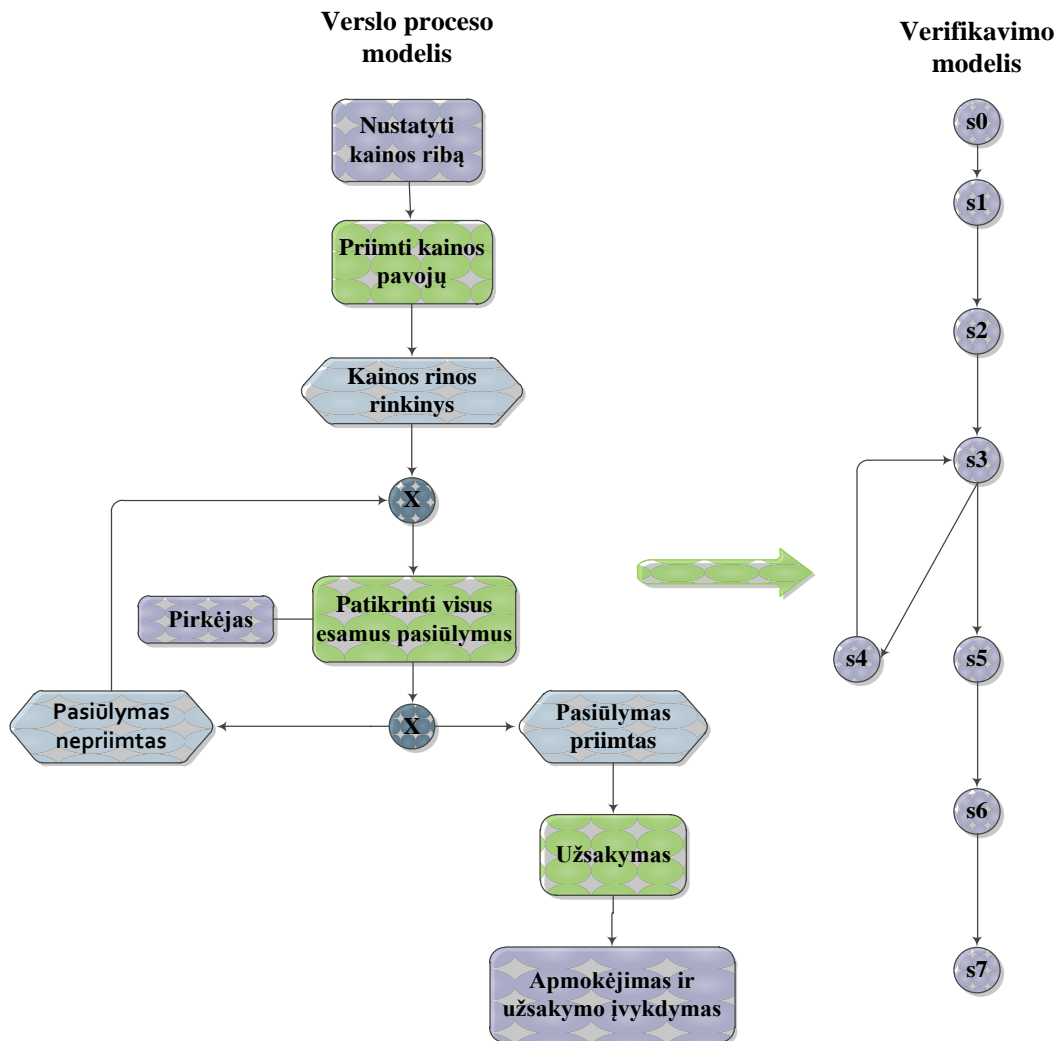 Verslo proceso
modelis
Nustatyti
kainos ribą
Priimti kainos
pavojų
Kainos rinos
rinkinys
X
Pirkėjas
Patikrinti visus
esamus pasiūlymus
Pasiūlymas
nepriimtas
X
Pasiūlymas
priimtas
Užsakymas
Apmokėjimas ir
užsakymo įvykdymas
Verifikavimo
modelis
s0
s1
s2
s3
s4
s5
s6
s7